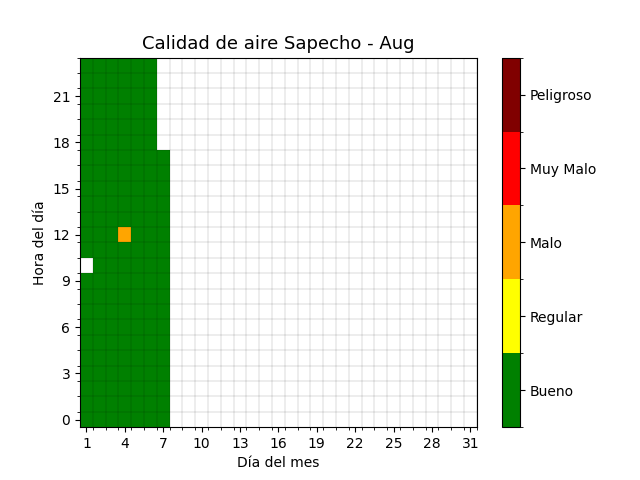 Calidad de aire Sapecho - Aug
Hora del día
21
18
15
12
9
6
3
0
1 4 7 10 13 16 19 22 25 28 31
Día del mes
Peligroso
Muy Malo
Malo
Regular
Bueno